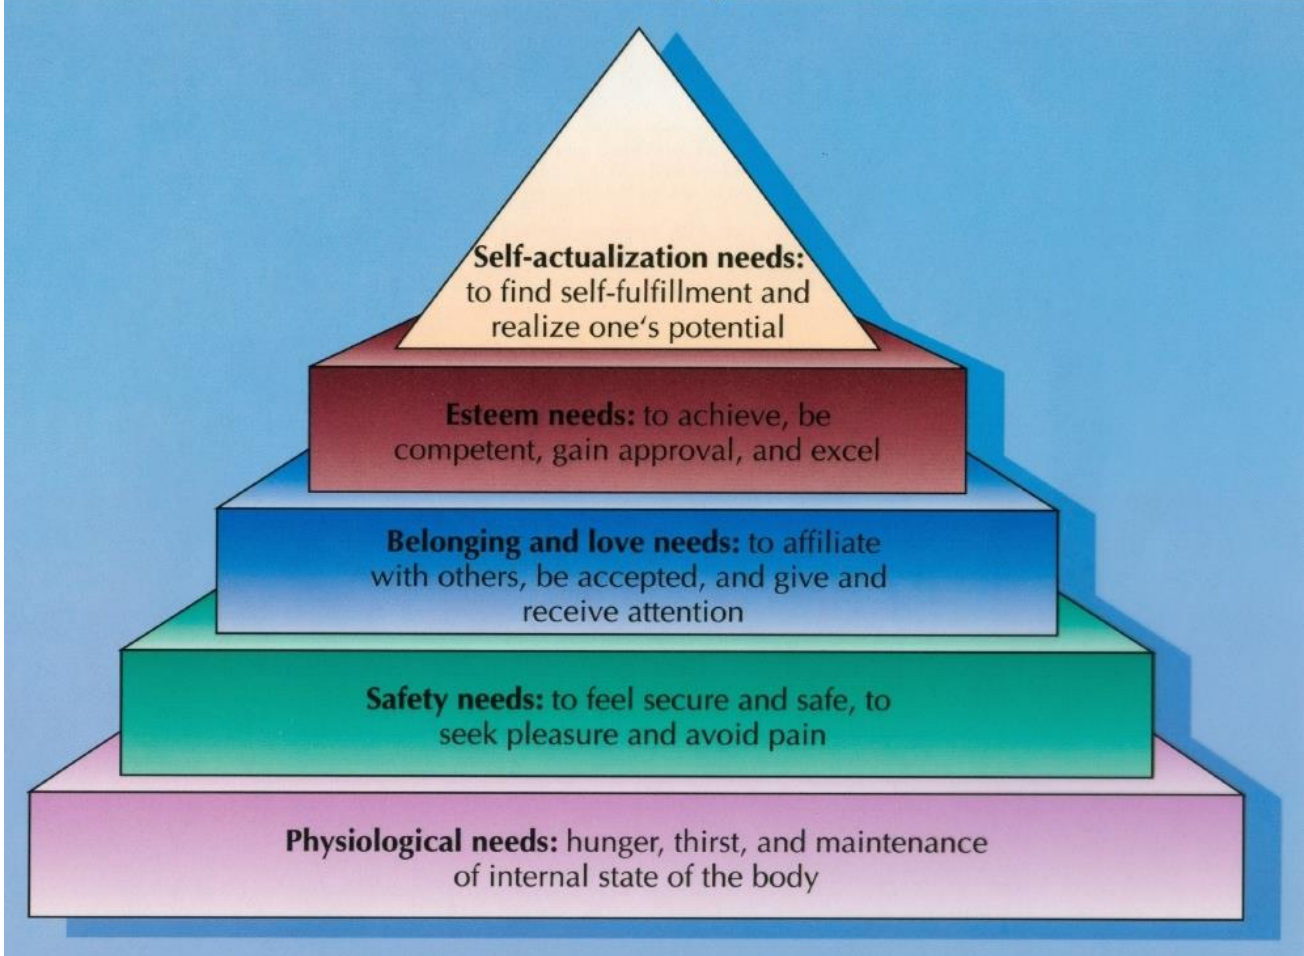 Self-actualization needs:
to find self-fulfillment and
realize one‘s potential
Esteem needs: to achieve, be
competent, gain approval, and excel
Belonging and love needs: to affiliate
with others, be accepted, and give and
receive attention
Safety needs: to feel secure and safe, to
seek pleasure and avoid pain
Physiological needs: hunger, thirst, and maintenance
of internal state of the body